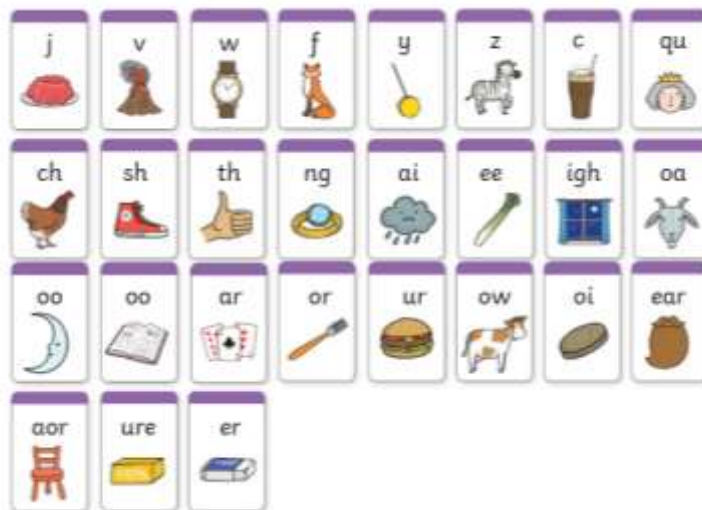 j v w f y z c qu
ch sh th ng ai ee igh oa
oo oo ar or ur ow oi ear
aor ure er